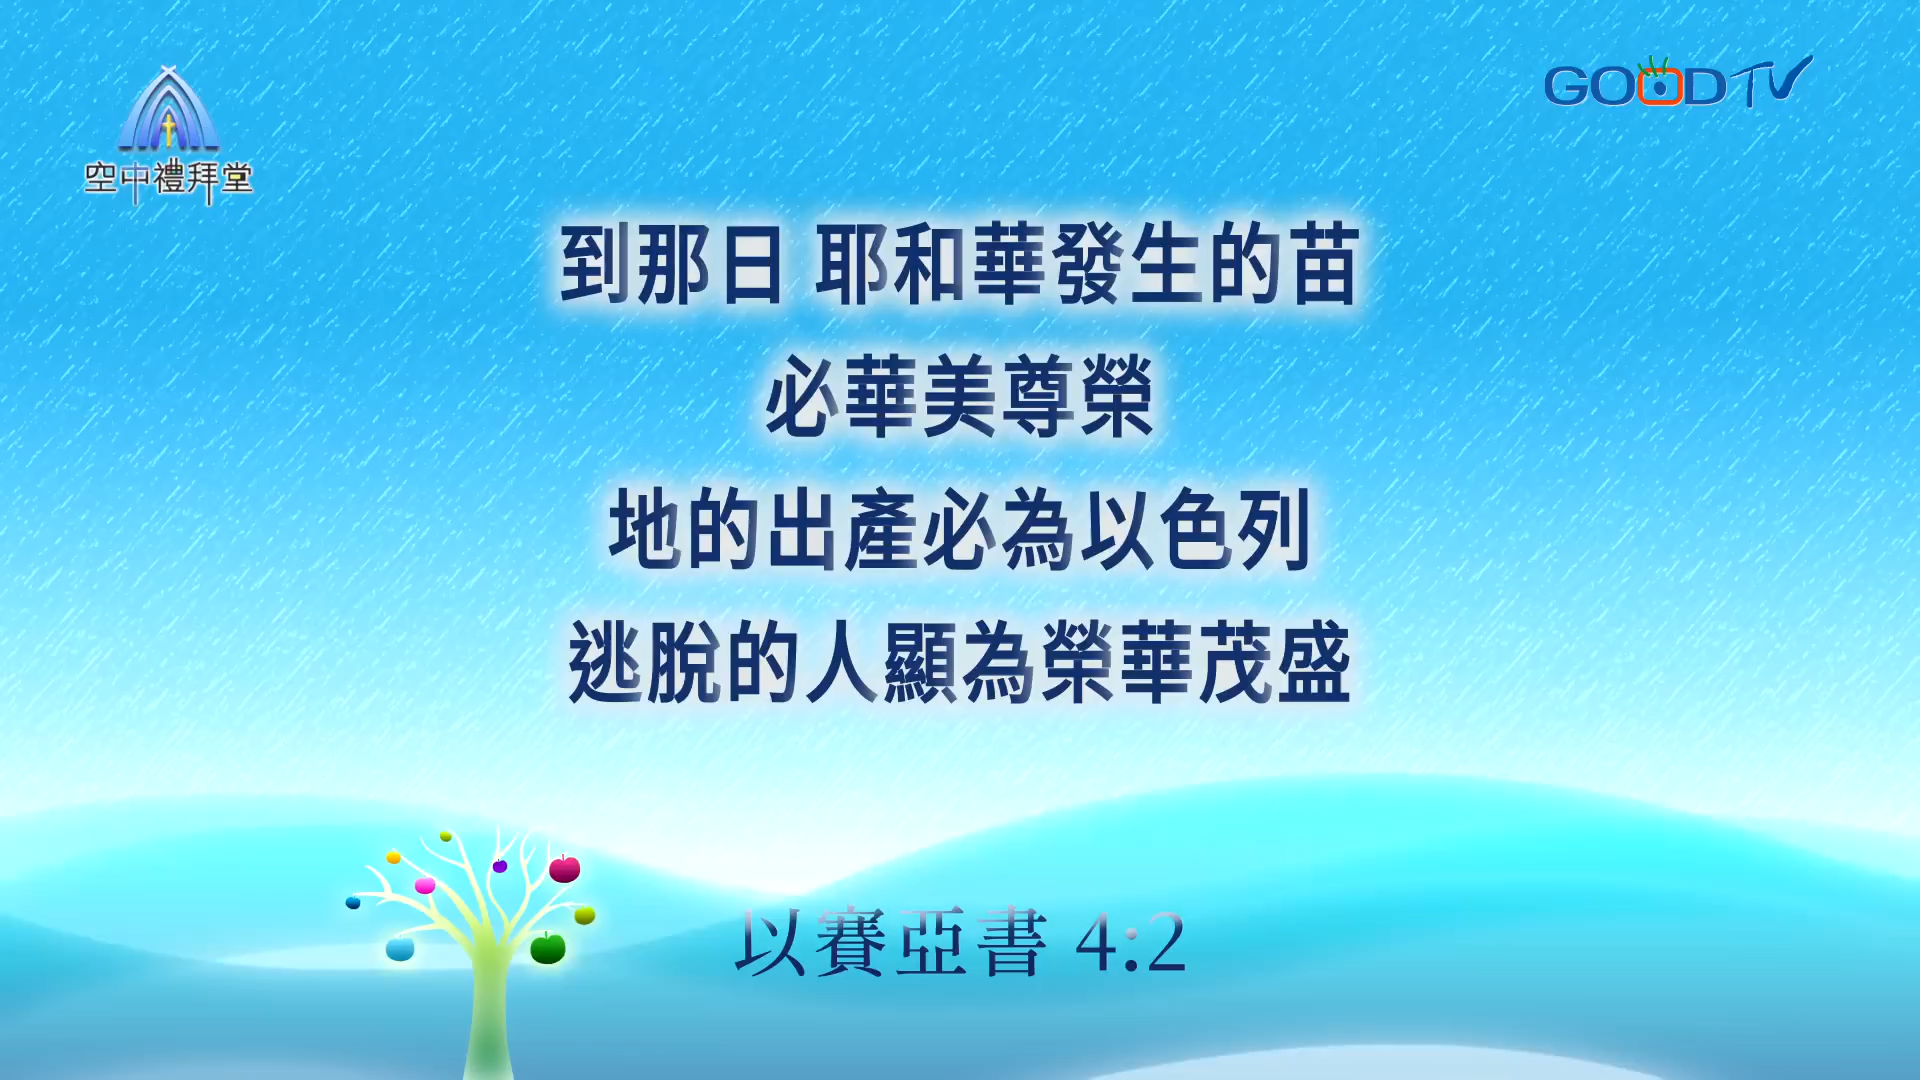 空中禮拜堂
GOODTV
到那日 耶和華發生的苗
必華美尊榮
地的出產必為以色列
逃脫的人顯為榮華茂盛
以賽亞書 4:2